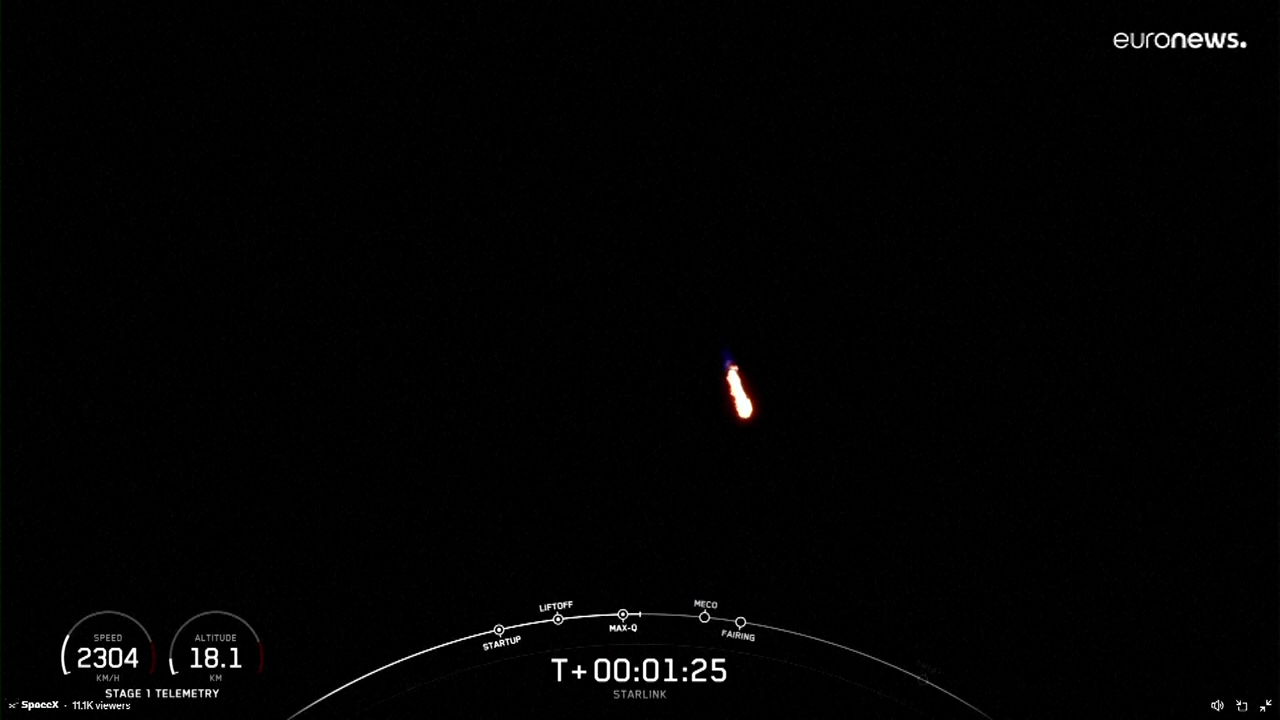 euronews.
LIFTOFF
MECO
STARTUP
MAX-Q
FAIRING
SPEED
2304
KM/H
ALTITUDE
18.1
KM
STAGE 1 TELEMETRY
T+00:01:25
STARLINK
SpaceX · 11.1K viewers